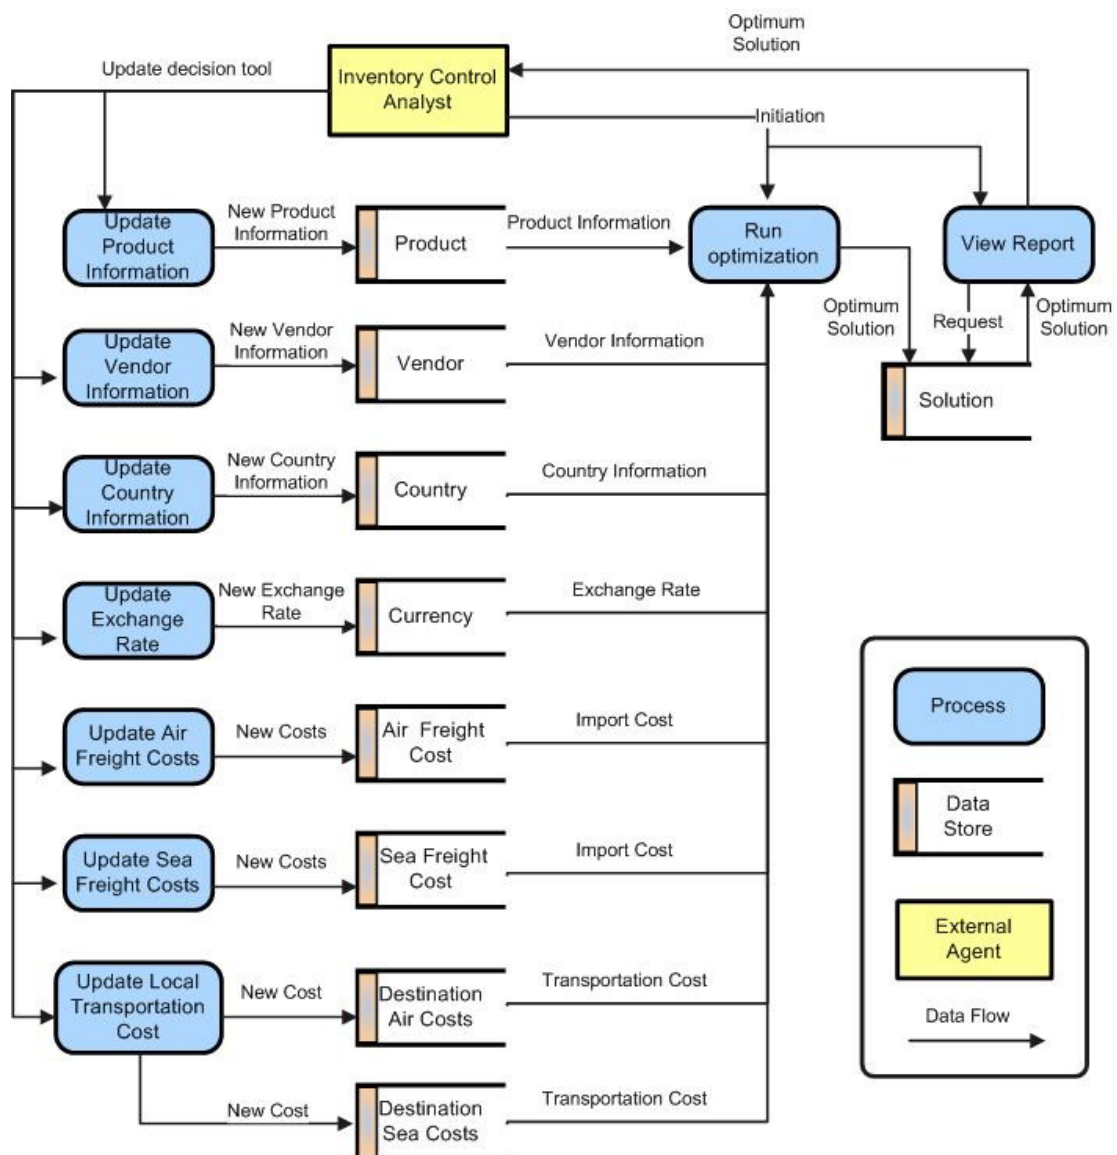 Optimum
Solution
Update decision tool
Inventory Control
Analyst
Initiation
Update
Product
Information
New Product
Information
Product
Product Information
Run
optimization
View Report
Optimum
Solution
Request
Optimum
Solution
Solution
Update
Vendor
Information
New Vendor
Information
Vendor
Vendor Information
Update
Country
Information
New Country
Information
Country
Country Information
Update
Exchange
Rate
New Exchange
Rate
Currency
Exchange Rate
Update Air
Freight Costs
New Costs
Air Freight
Cost
Import Cost
Update Sea
Freight Costs
New Costs
Sea Freight
Cost
Import Cost
Update Local
Transportation
Cost
New Cost
Destination
Air Costs
Transportation Cost
New Cost
Destination
Sea Costs
Transportation Cost
Process
Data
Store
External
Agent
Data Flow